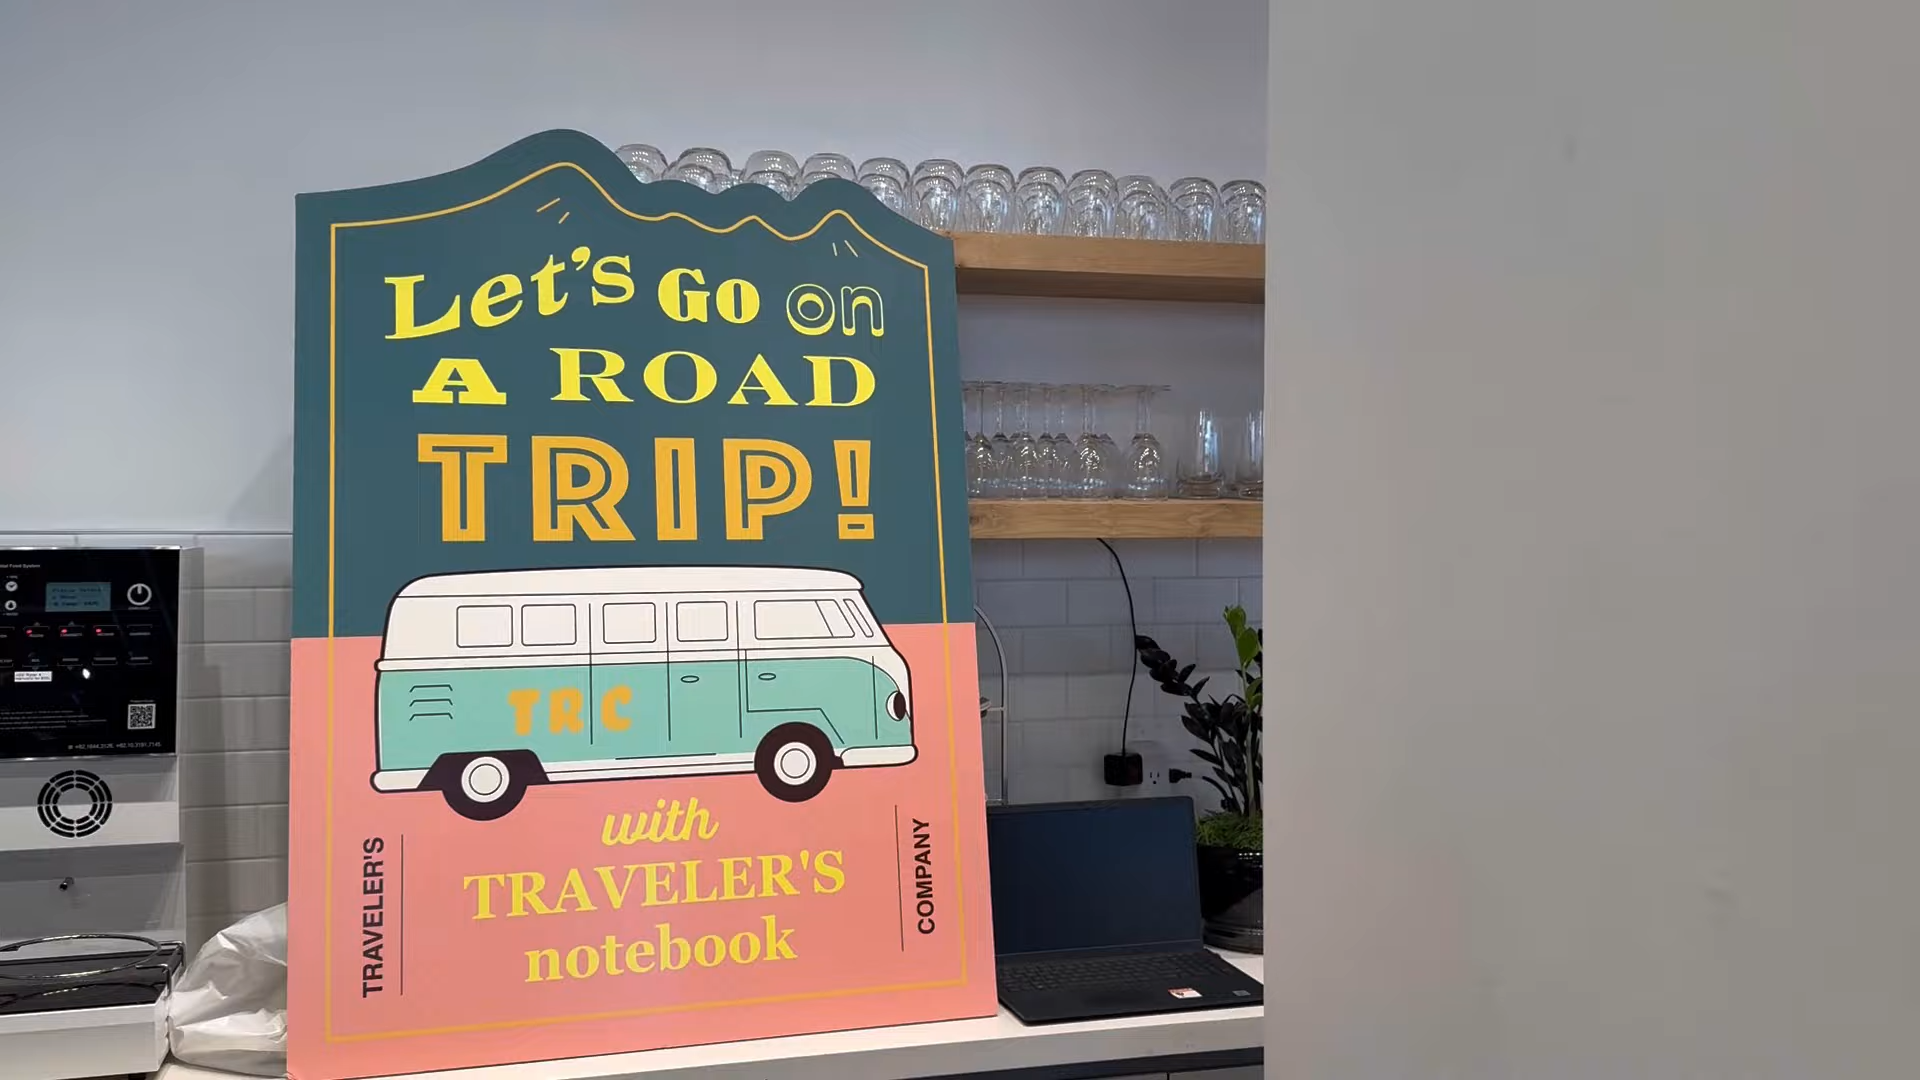 Let's Go on
A ROAD
TRIP!
TRC
with
TRAVELER'S
notebook
TRAVELER'S
COMPANY